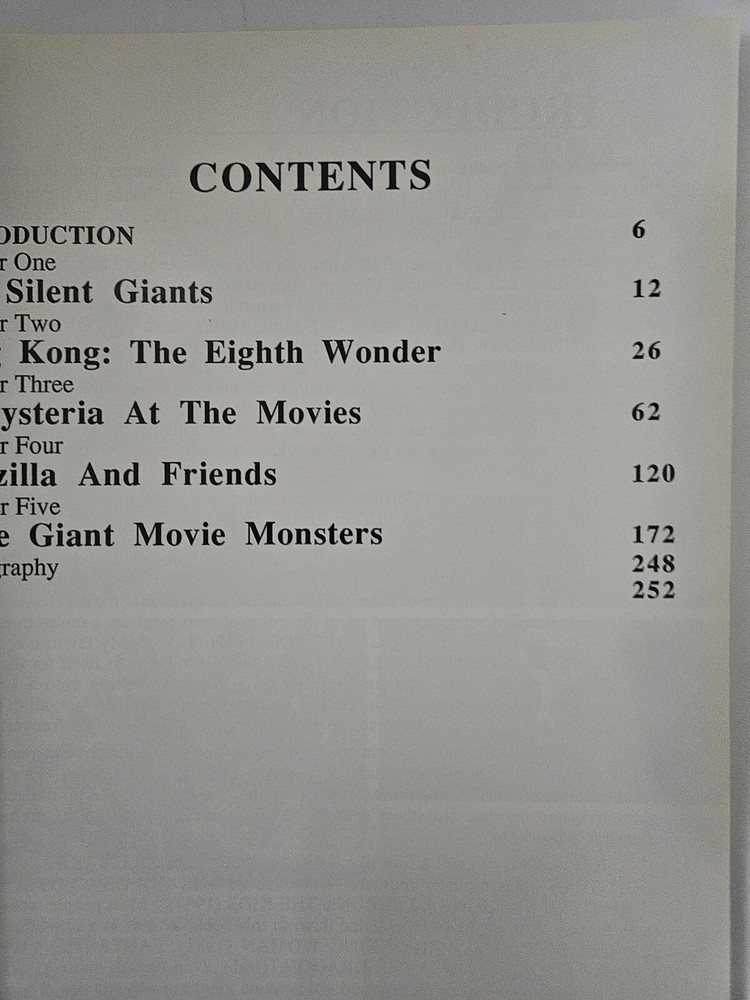 CONTENTS
ODUCTION 6
r One
Silent Giants 12
r Two
Kong: The Eighth Wonder 26
r Three
ysteria At The Movies 62
r Four
zilla And Friends 120
r Five
e Giant Movie Monsters 172
graphy 248
252